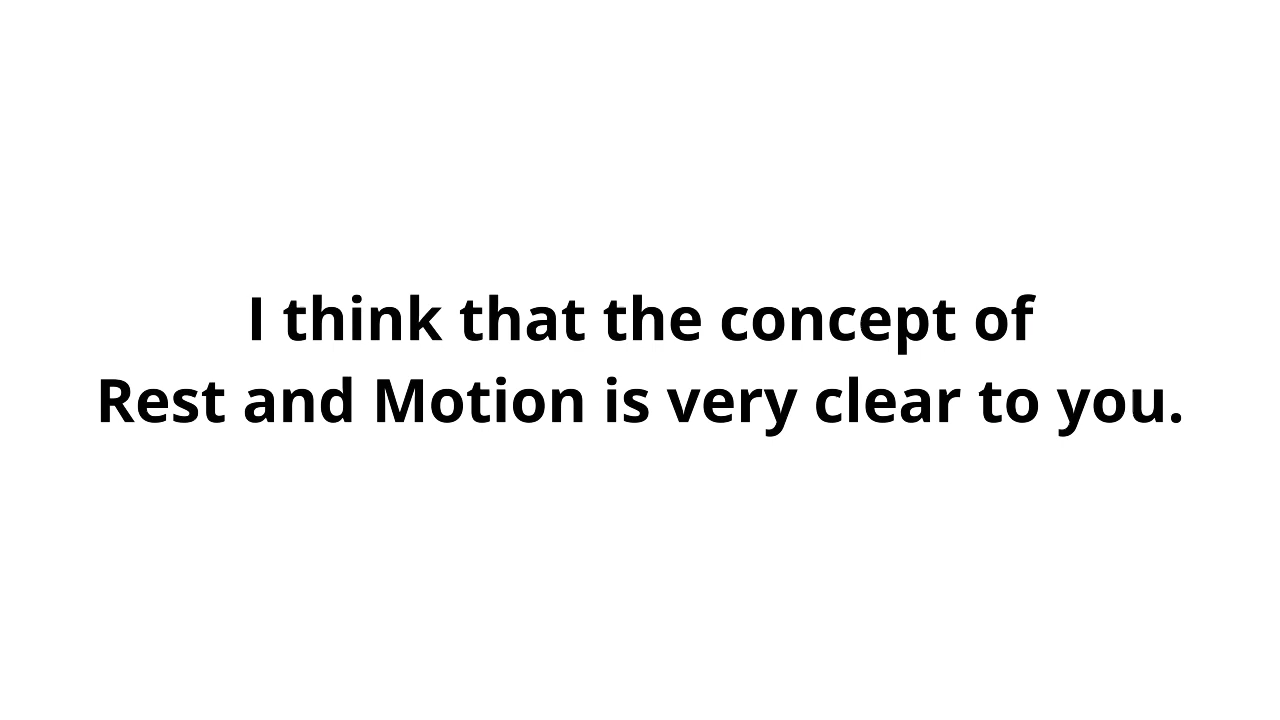 I think that the concept of
Rest and Motion is very clear to you.